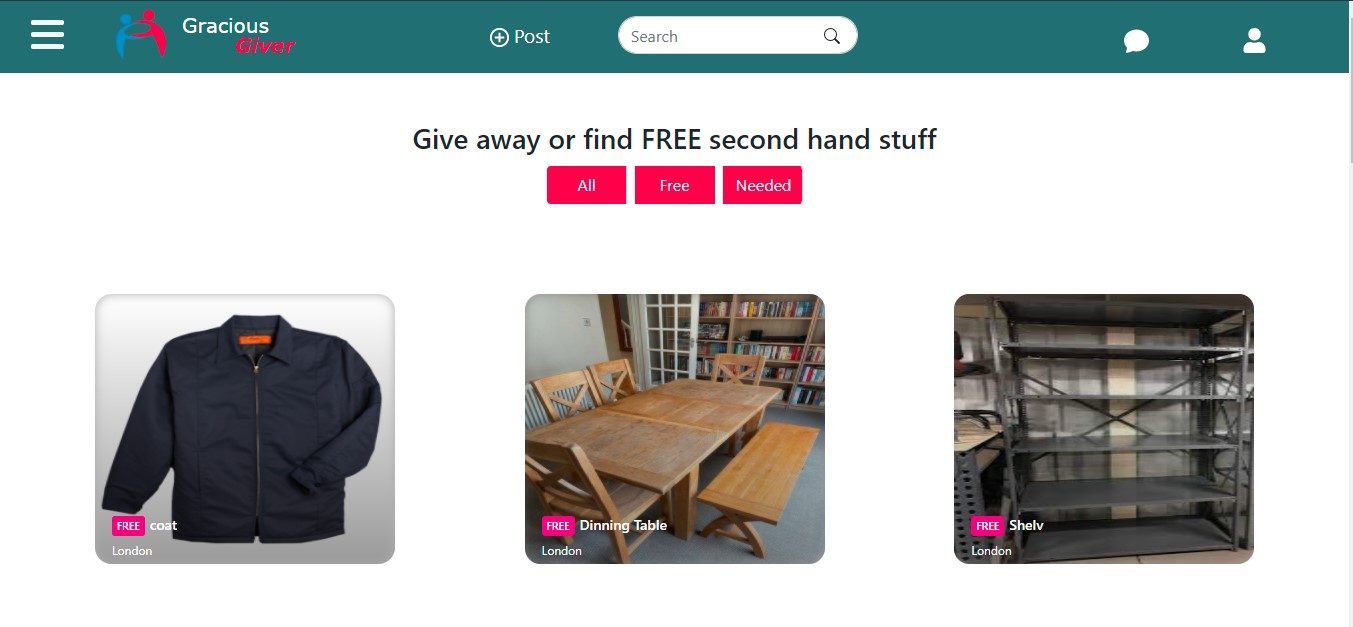 Gracious
Giver
Post
Search
Give away or find FREE second hand stuff
All
Free
Needed
FREE coat
London
FREE Dinning Table
London
FREE Shelv
London